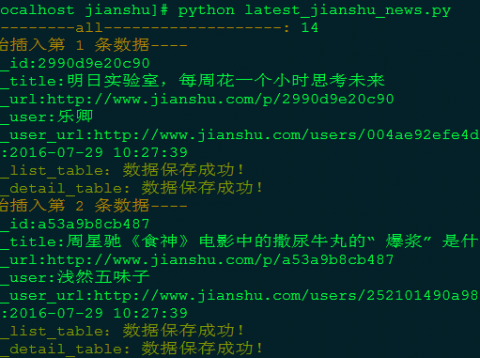 ocalhost jianshu]# python latest_jianshu_news.py
---------all-------------------: 14
始插入第 1 条数据----
_id:2990d9e20c90
_title:明日实验室，每周花一个小时思考未来
_url:http://www.jianshu.com/p/2990d9e20c90
_user:乐卿
_user_url:http://www.jianshu.com/users/004ae92efe4d
:2016-07-29 10:27:39
_list_table: 数据保存成功！
_detail_table: 数据保存成功！
始插入第 2 条数据----
_id:a53a9b8cb487
_title:周星驰《食神》电影中的撒尿牛丸的“ 爆浆” 是什
_url:http://www.jianshu.com/p/a53a9b8cb487
_user:浅然五味子
_user_url:http://www.jianshu.com/users/252101490a98
:2016-07-29 10:27:39
_list_table: 数据保存成功！
_detail_table: 数据保存成功！